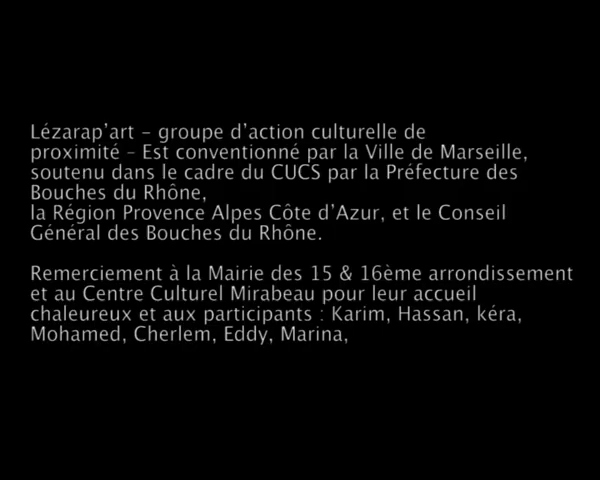 Lézarap'art – groupe d'action culturelle de
proximité – Est conventionné par la Ville de Marseille,
soutenu dans le cadre du CUCS par la Préfecture des
Bouches du Rhône,
la Région Provence Alpes Côte d'Azur, et le Conseil
Général des Bouches du Rhône.
Remerciement à la Mairie des 15 & 16ème arrondissement
et au Centre Culturel Mirabeau pour leur accueil
chaleureux et aux participants : Karim, Hassan, kéra,
Mohamed, Cherlem, Eddy, Marina,